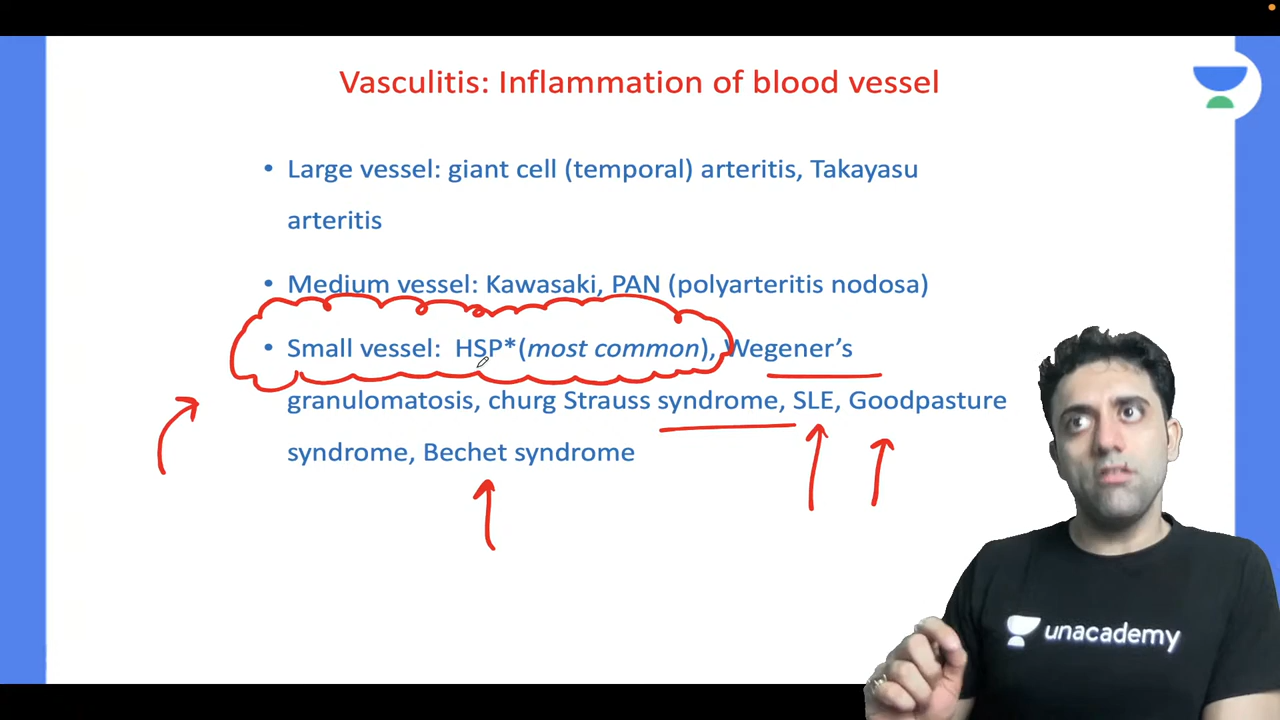 Vasculitis: Inflammation of blood vessel
• Large vessel: giant cell (temporal) arteritis, Takayasu
arteritis
• Medium vessel: Kawasaki, PAN (polyarteritis nodosa)
• Small vessel: HSP*(most common), Wegener’s
granulomatosis, churg Strauss syndrome, SLE, Goodpasture
syndrome, Bechet syndrome
unacademy